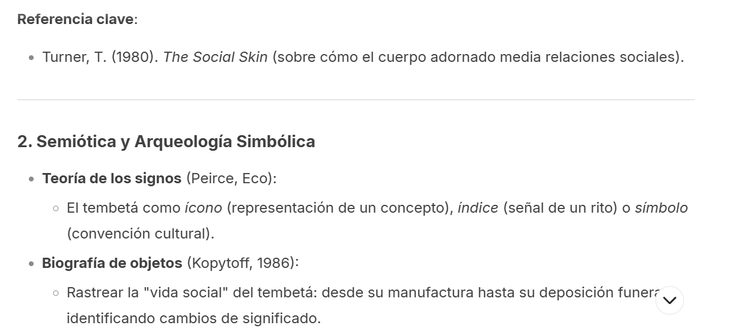 Referencia clave:
Turner, T. (1980). The Social Skin (sobre cómo el cuerpo adornado media relaciones sociales).
2. Semiótica y Arqueología Simbólica
Teoría de los signos (Peirce, Eco):
El tembetá como ícono (representación de un concepto), índice (señal de un rito) o símbolo
(convención cultural).
Biografía de objetos (Kopytoff, 1986):
Rastrear la "vida social" del tembetá: desde su manufactura hasta su deposición
identificando cambios de significado.